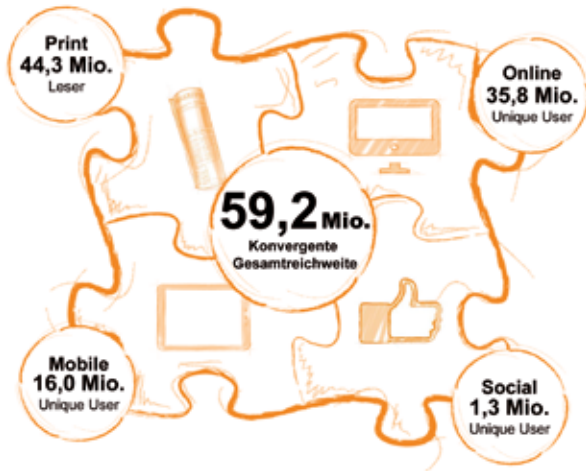 Print
44,3 Mio.
Leser
Online
35,8 Mio.
Unique User
59,2 Mio.
Konvergente
Gesamtreichweite
Mobile
16,0 Mio.
Unique User
Social
1,3 Mio.
Unique User